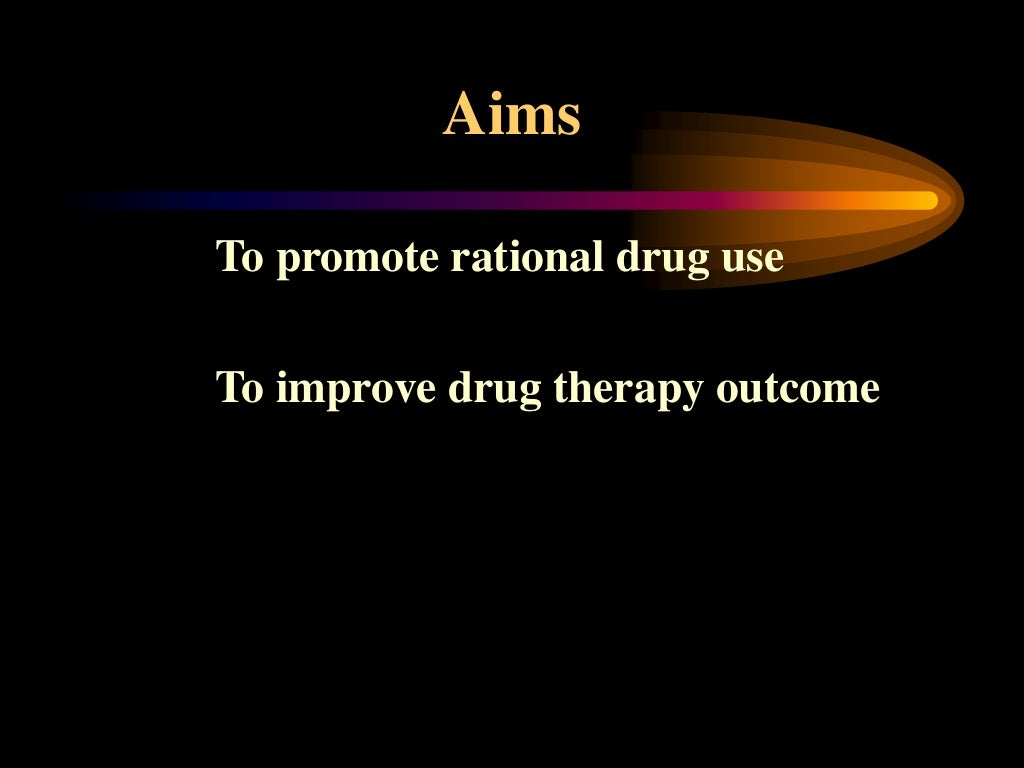 Aims
To promote rational drug use
To improve drug therapy outcome